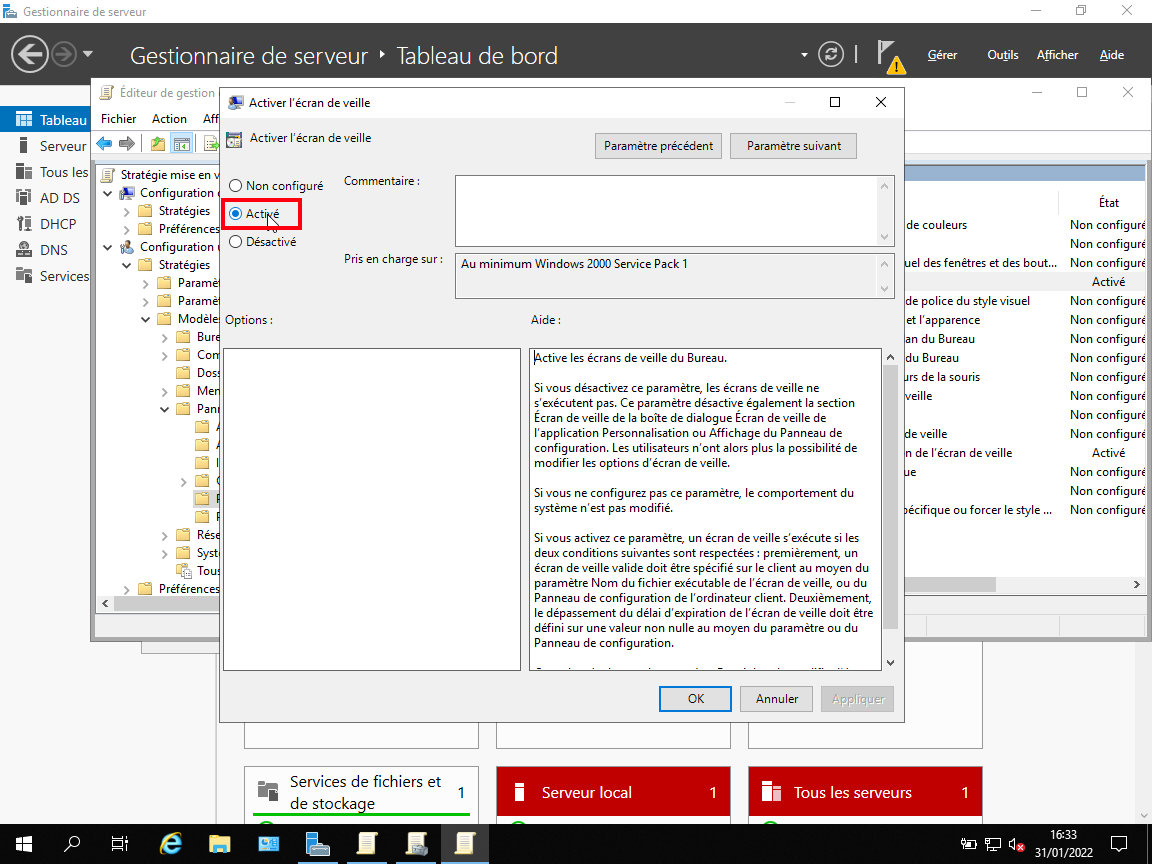 Gestionnaire de serveur
Gestionnaire de serveur ‣ Tableau de bord
Gérer Outils Afficher Aide
Éditeur de gestion
Fichier Action
Tableau
Serveur
Tous les
AD DS
DHCP
DNS
Services
Stratégie mise en
Configuration
Stratégies
Préférences
Configuration
Stratégies
Modèles
Tous
Préférences
Activer l'écran de veille
Activer l'écran de veille
Paramètre précédent Paramètre suivant
Non configuré
Activé
Désactivé
Commentaire :
Pris en charge sur :
Au minimum Windows 2000 Service Pack 1
Options :
Aide :
Active les écrans de veille du Bureau.
Si vous désactivez ce paramètre, les écrans de veille ne
s'exécutent pas. Ce paramètre désactive également la section
Écran de veille de la boîte de dialogue Écran de veille de
l'application Personnalisation ou Affichage du Panneau de
configuration. Les utilisateurs n'ont alors plus la possibilité de
modifier les options d'écran de veille.
Si vous ne configurez pas ce paramètre, le comportement du
système n'est pas modifié.
Si vous activez ce paramètre, un écran de veille s'exécute si les
deux conditions suivantes sont respectées : premièrement, un
écran de veille valide doit être spécifié sur le client au moyen du
paramètre Nom du fichier exécutable de l'écran de veille, ou du
Panneau de configuration de l'ordinateur client. Deuxièmement,
le dépassement du délai d'expiration de l'écran de veille doit être
défini sur une valeur non nulle au moyen du paramètre ou du
Panneau de configuration.
OK Annuler Appliquer
État
de couleurs Non configuré
Non configuré
uel des fenêtres et des bout... Non configuré
Activé
de police du style visuel Non configuré
et l'apparence Non configuré
an du Bureau Non configuré
du Bureau Non configuré
urs de la souris Non configuré
veille Non configuré
Non configuré
de veille Non configuré
n de l'écran de veille Activé
ue Non configuré
Non configuré
pécifique ou forcer le style ... Non configuré
Services de fichiers et
de stockage 1
Serveur local 1
Tous les serveurs 1
16:33
31/01/2022